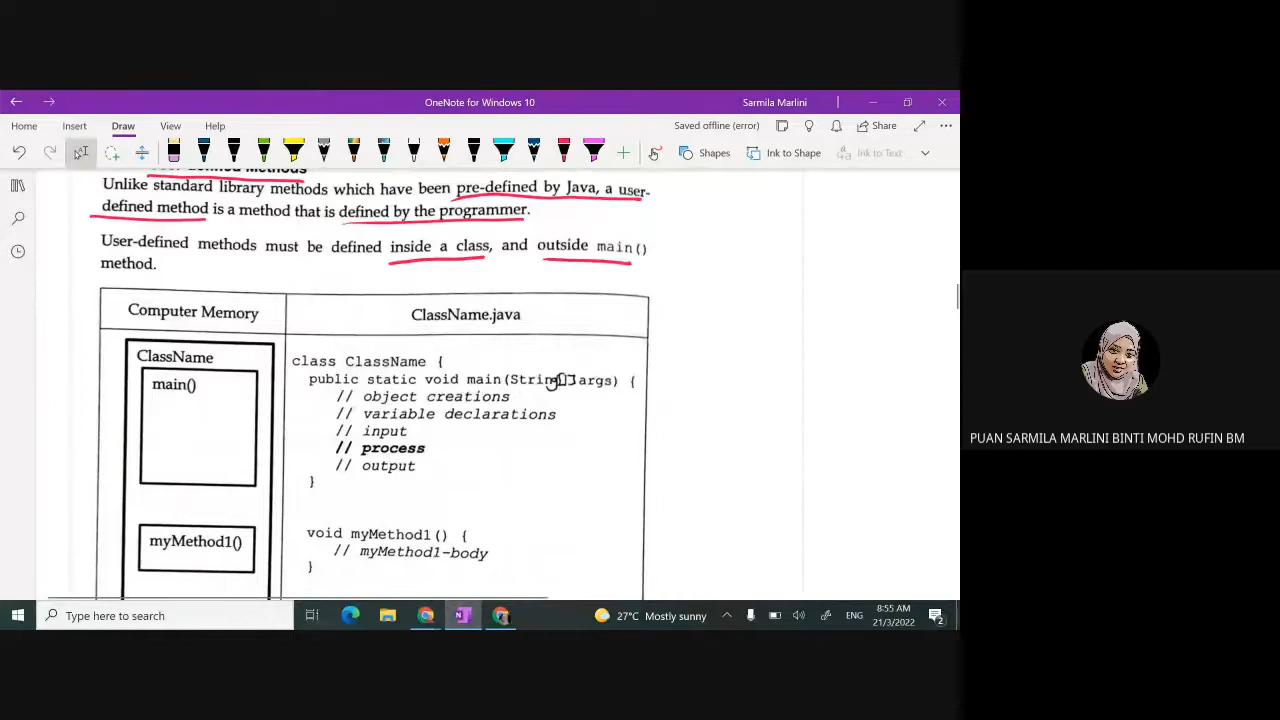 OneNote for Windows 10
Sarmila Marlini
Home Insert Draw View Help
Saved offline (error)
Share
Shapes
Ink to Shape
Ink to Text
User-defined Methods
Unlike standard library methods which have been pre-defined by Java, a user-
defined method is a method that is defined by the programmer.
User-defined methods must be defined inside a class, and outside main()
method.
Computer Memory
ClassName.java
ClassName
main()
myMethod1()
class ClassName {
public static void main(String[] args) {
// object creations
// variable declarations
// input
// process
// output
}
void myMethod1() {
// myMethod1-body
}
PUAN SARMILA MARLINI BINTI MOHD RUFIN BM
Type here to search
27°C Mostly sunny
ENG
8:55 AM
21/3/2022
2